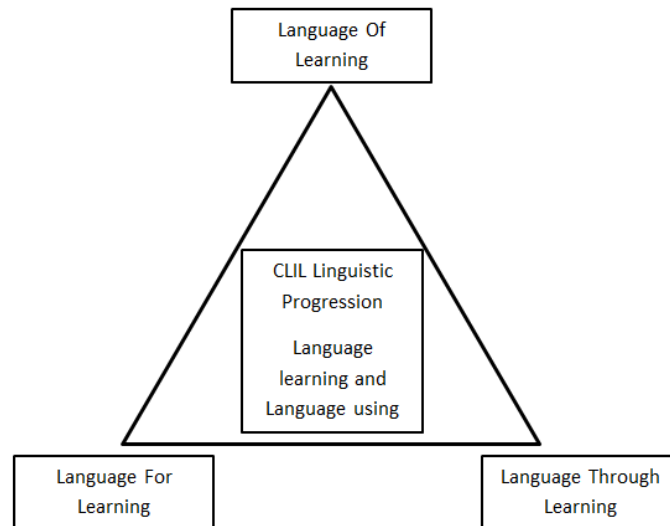 Language Of
Learning
CLIL Linguistic
Progression
Language
learning and
Language using
Language For
Learning
Language Through
Learning